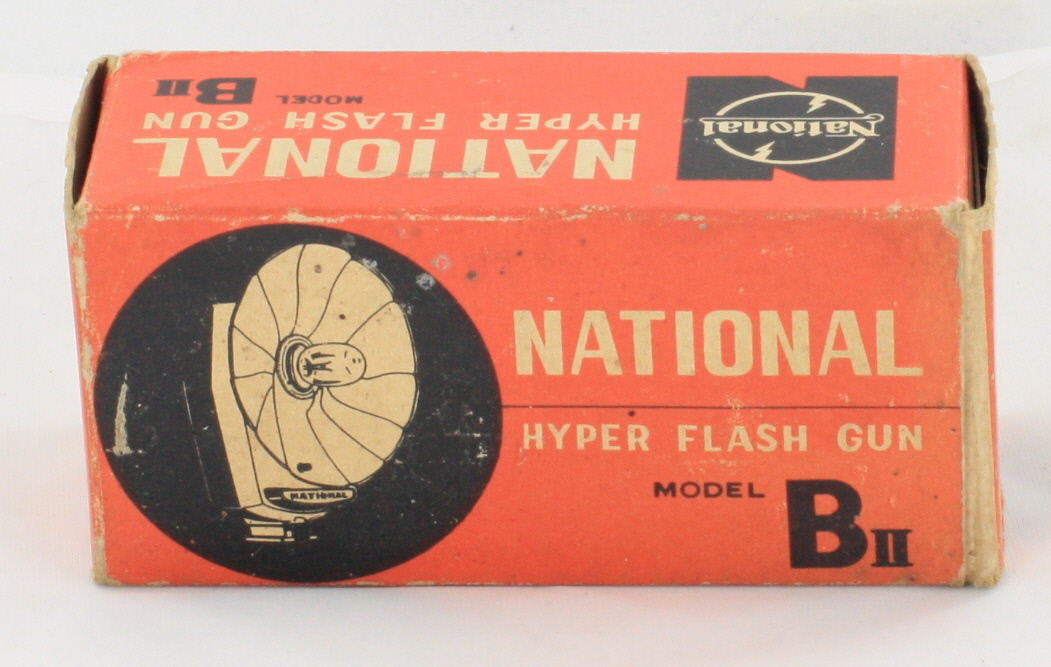 MODEL BII
HYPER FLASH GUN
NATIONAL
National
NATIONAL
HYPER FLASH GUN
MODEL BII
NATIONAL